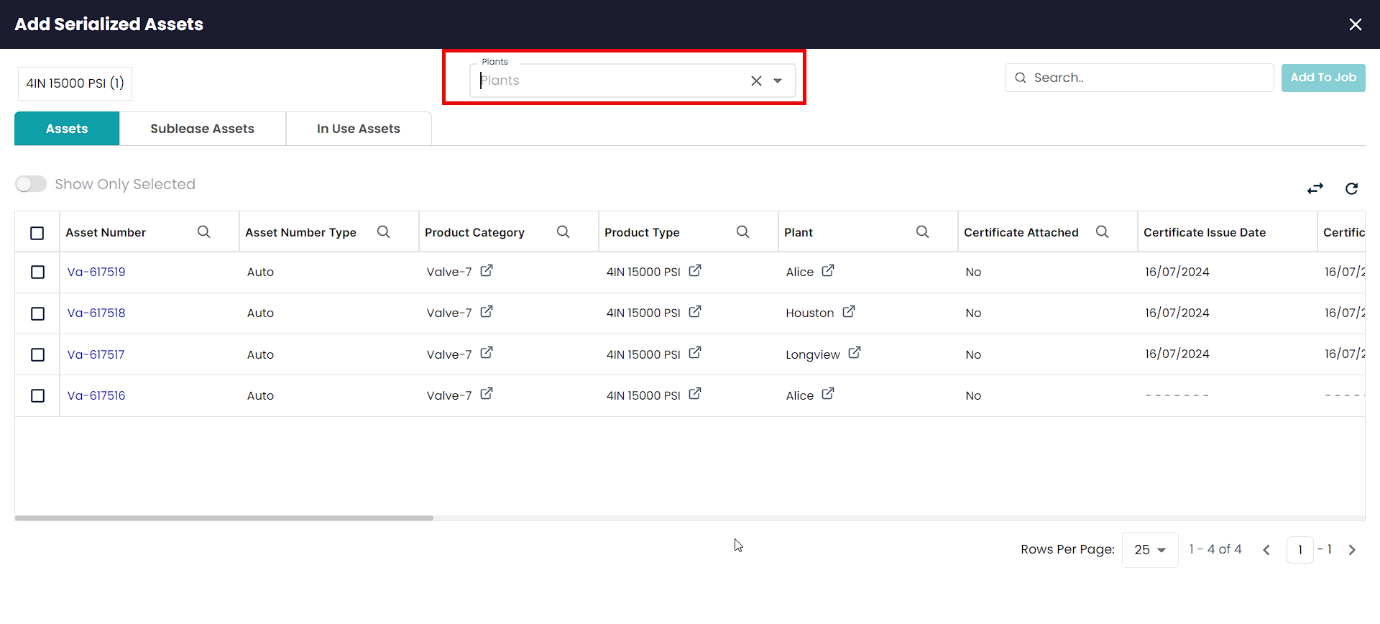 Add Serialized Assets
4IN 15000 PSI (1)
Plants
Plants
Search..
Add To Job
Assets
Sublease Assets
In Use Assets
Show Only Selected
Asset Number Asset Number Type Product Category Product Type Plant Certificate Attached Certificate Issue Date Certific
Va-617519 Auto Valve-7 4IN 15000 PSI Alice No 16/07/2024 16/07/2
Va-617518 Auto Valve-7 4IN 15000 PSI Houston No 16/07/2024 16/07/2
Va-617517 Auto Valve-7 4IN 15000 PSI Longview No 16/07/2024 16/07/2
Va-617516 Auto Valve-7 4IN 15000 PSI Alice No - - - - - - - - - - - -
Rows Per Page: 25 1 - 4 of 4 1 - 1